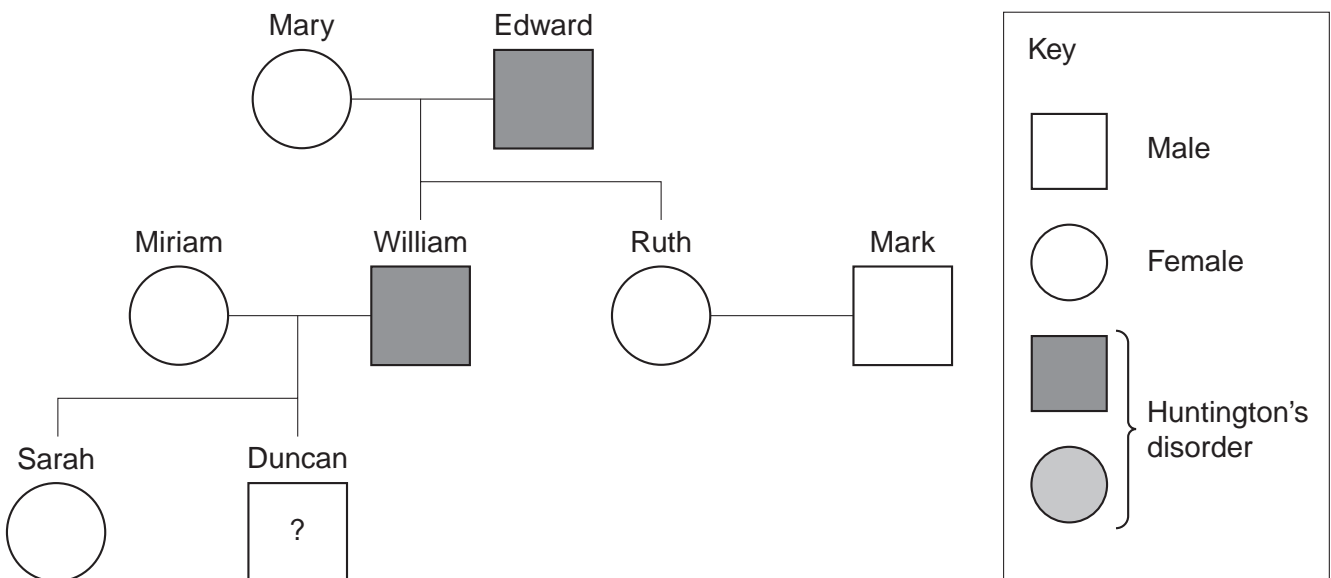 Mary Edward
Key
Male
Miriam William Ruth Mark
Female
Huntington's
disorder
Sarah Duncan
?